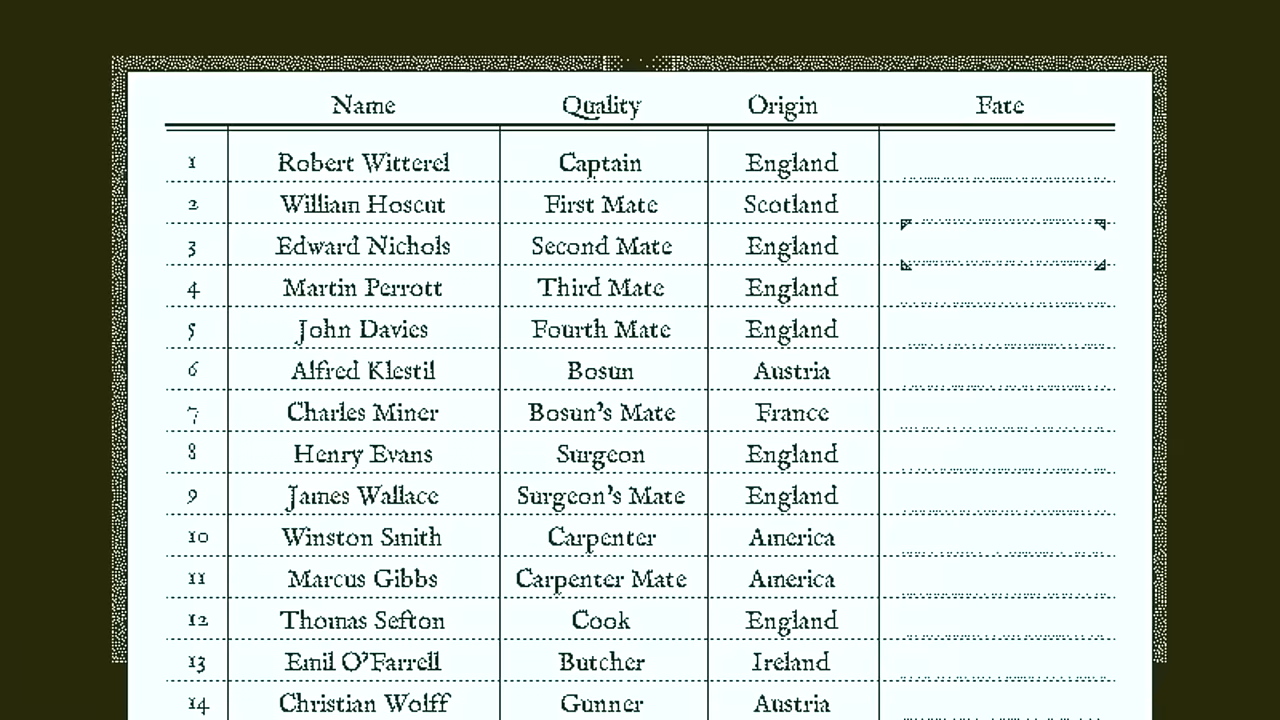 Name Quality Origin Fate
1 Robert Witterel Captain England
2 William Hoscut First Mate Scotland
3 Edward Nichols Second Mate England
4 Martin Perrott Third Mate England
5 John Davies Fourth Mate England
6 Alfred Klestil Bosun Austria
7 Charles Miner Bosun's Mate France
8 Henry Evans Surgeon England
9 James Wallace Surgeon's Mate England
10 Winston Smith Carpenter America
11 Marcus Gibbs Carpenter Mate America
12 Thomas Sefton Cook England
13 Emil O'Farrell Butcher Ireland
14 Christian Wolff Gunner Austria